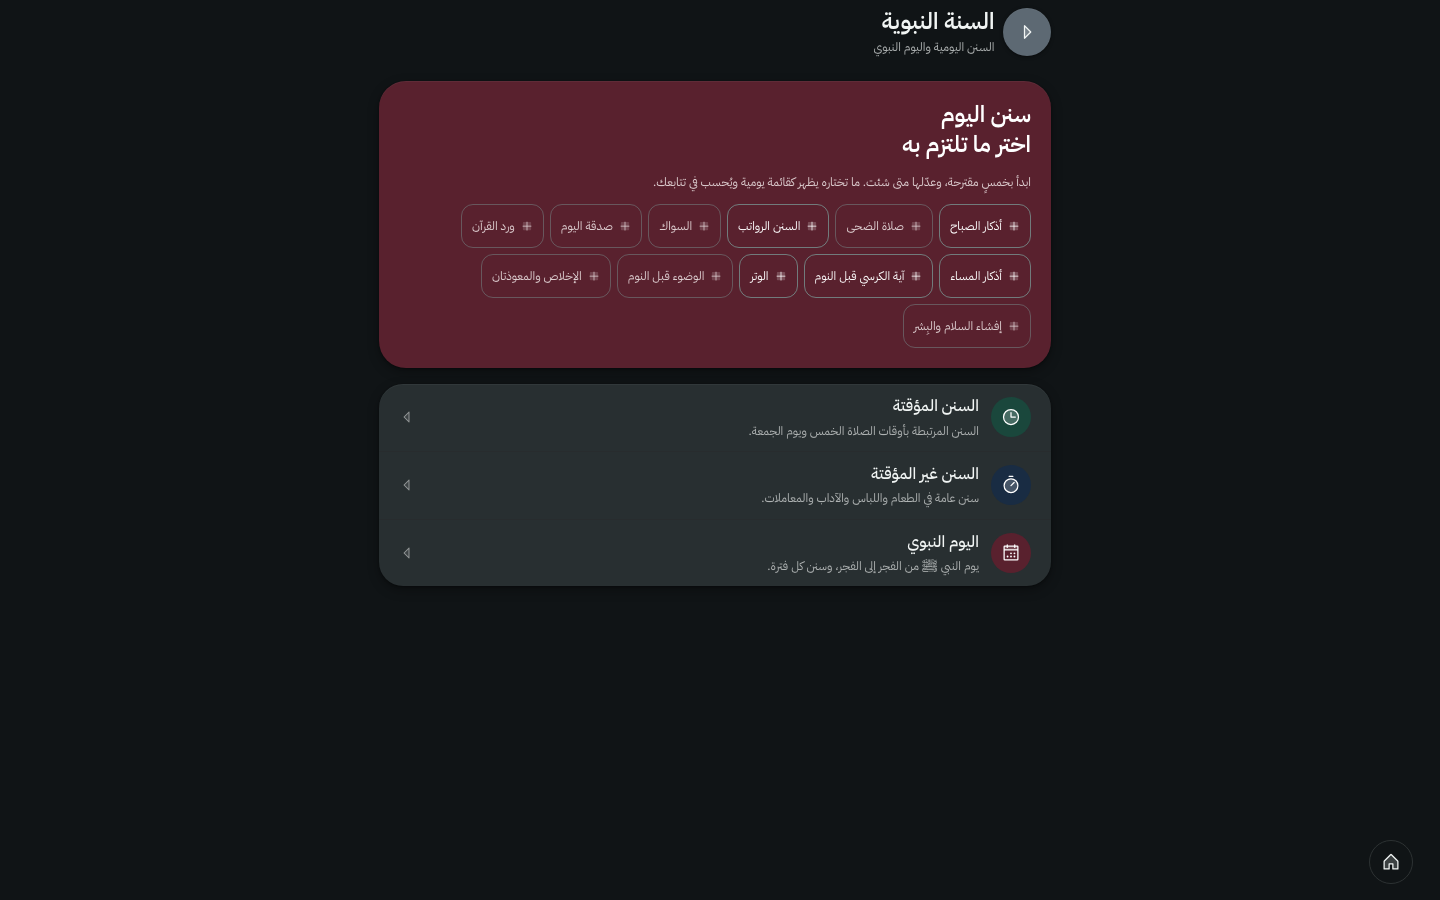 السنة النبوية
السنن اليومية واليوم النبوي
سنن اليوم
اختر ما تلتزم به
ابدأ بخمسٍ مقترحة، وعدّلها متى شئت. ما تختاره يظهر كقائمة يومية ويُحسب في تتابعك.
أذكار الصباح
صلاة الضحى
السنن الرواتب
السواك
صدقة اليوم
ورد القرآن
أذكار المساء
آية الكرسي قبل النوم
الوتر
الوضوء قبل النوم
الإخلاص والمعوذتان
إفشاء السلام والبِشر
السنن المؤقتة
السنن المرتبطة بأوقات الصلاة الخمس ويوم الجمعة.
السنن غير المؤقتة
سنن عامة في الطعام واللباس والآداب والمعاملات.
اليوم النبوي
يوم النبي ﷺ من الفجر إلى الفجر، وسنن كل فترة.